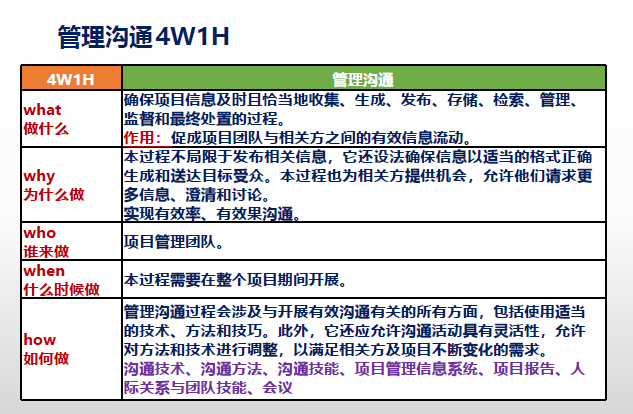 管理沟通4W1H
4W1H
管理沟通
what
做什么
确保项目信息及时且恰当地收集、生成、发布、存储、检索、管理、
监督和最终处置的过程。
作用：促成项目团队与相关方之间的有效信息流动。
why
为什么做
本过程不局限于发布相关信息，它还设法确保信息以适当的格式正确
生成和送达目标受众。本过程也为相关方提供机会，允许他们请求更
多信息、澄清和讨论。
实现有效率、有效果沟通。
who
谁来做
项目管理团队。
when
什么时候做
本过程需要在整个项目期间开展。
how
如何做
管理沟通过程会涉及与开展有效沟通有关的所有方面，包括使用适当
的技术、方法和技巧。此外，它还应允许沟通活动具有灵活性，允许
对方法和技术进行调整，以满足相关方及项目不断变化的需求。
沟通技术、沟通方法、沟通技能、项目管理信息系统、项目报告、人
际关系与团队技能、会议